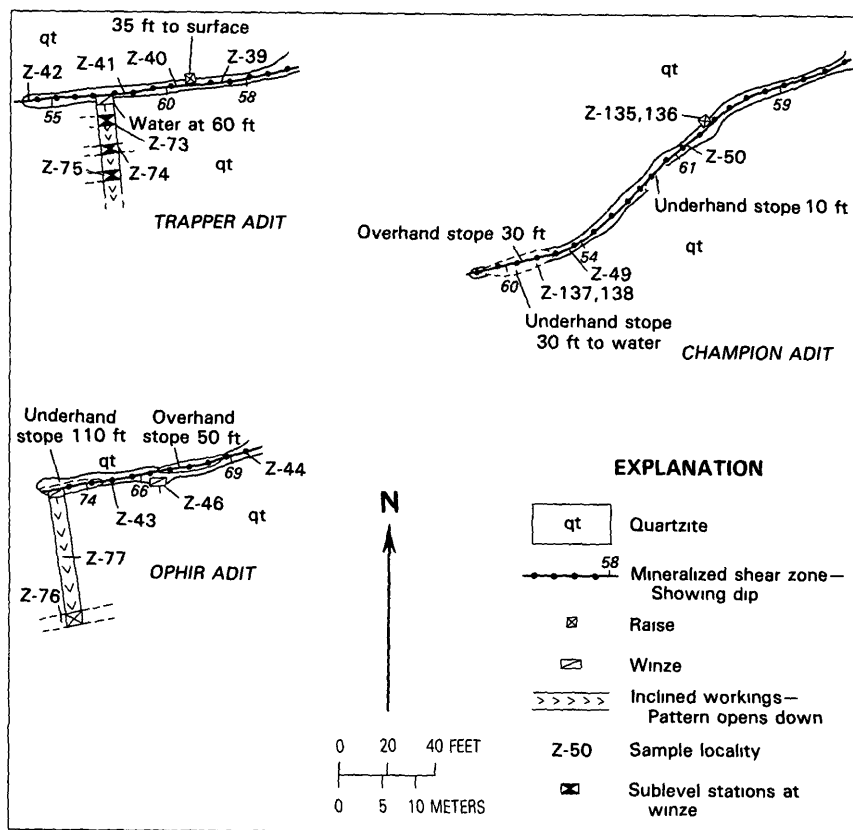 35 ft to surface
qt
Z-39
Z-40
Z-41
Z-42
60
58
55
Water at 60 ft
Z-73
Z-75
Z-74
qt
TRAPPER ADIT
qt
59
Z-135,136
Z-50
61
Underhand stope 10 ft
Overhand stope 30 ft
qt
54
60
Z-49
Z-137,138
Underhand stope
30 ft to water
CHAMPION ADIT
Underhand
stope 110 ft
Overhand
stope 50 ft
qt
69
Z-44
74
66
Z-46
Z-43
qt
Z-77
OPHIR ADIT
Z-76
N
0 20 40 FEET
0 5 10 METERS
EXPLANATION
qt
Quartzite
58
Mineralized shear zone—
Showing dip
Raise
Winze
Inclined workings—
Pattern opens down
Z-50
Sample locality
Sublevel stations at
winze